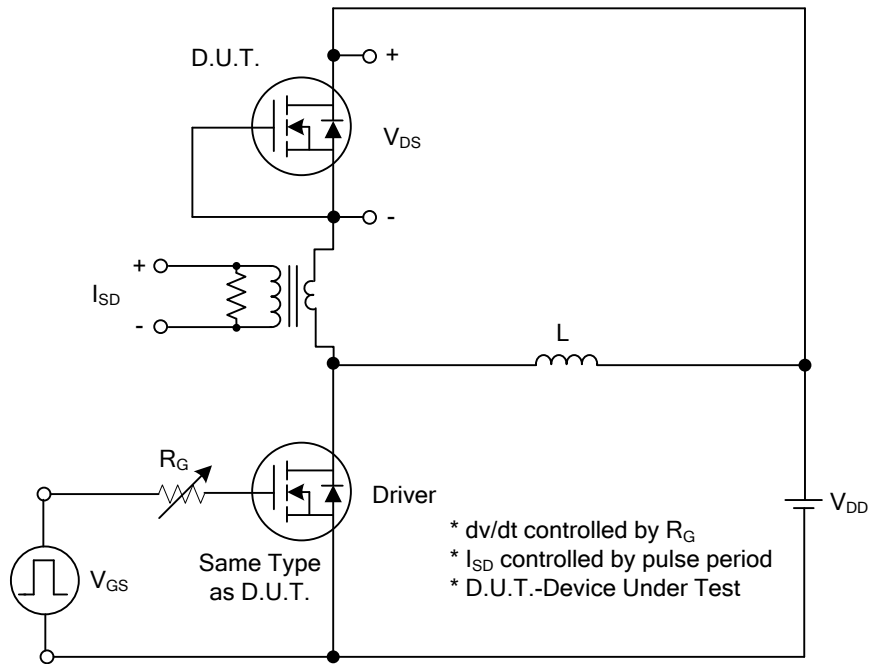 D.U.T.
+
V_DS
-
+
I_SD
-
L
R_G
Driver
V_DD
V_GS
Same Type
as D.U.T.
* dv/dt controlled by R_G
* I_SD controlled by pulse period
* D.U.T.-Device Under Test